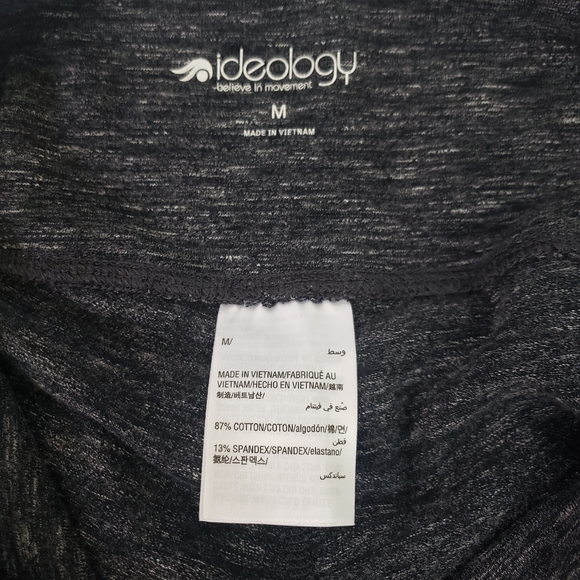 ideology
believe in movement
M
MADE IN VIETNAM
M/
وسط
MADE IN VIETNAM/FABRIQUÉ AU
VIETNAM/HECHO EN VIETNAM/越南
制造/베트남산/
صنع في فيتنام
87% COTTON/COTON/algodón/棉/면/
قطن
13% SPANDEX/SPANDEX/elastano/
氨纶/스판덱스/
سباندكس